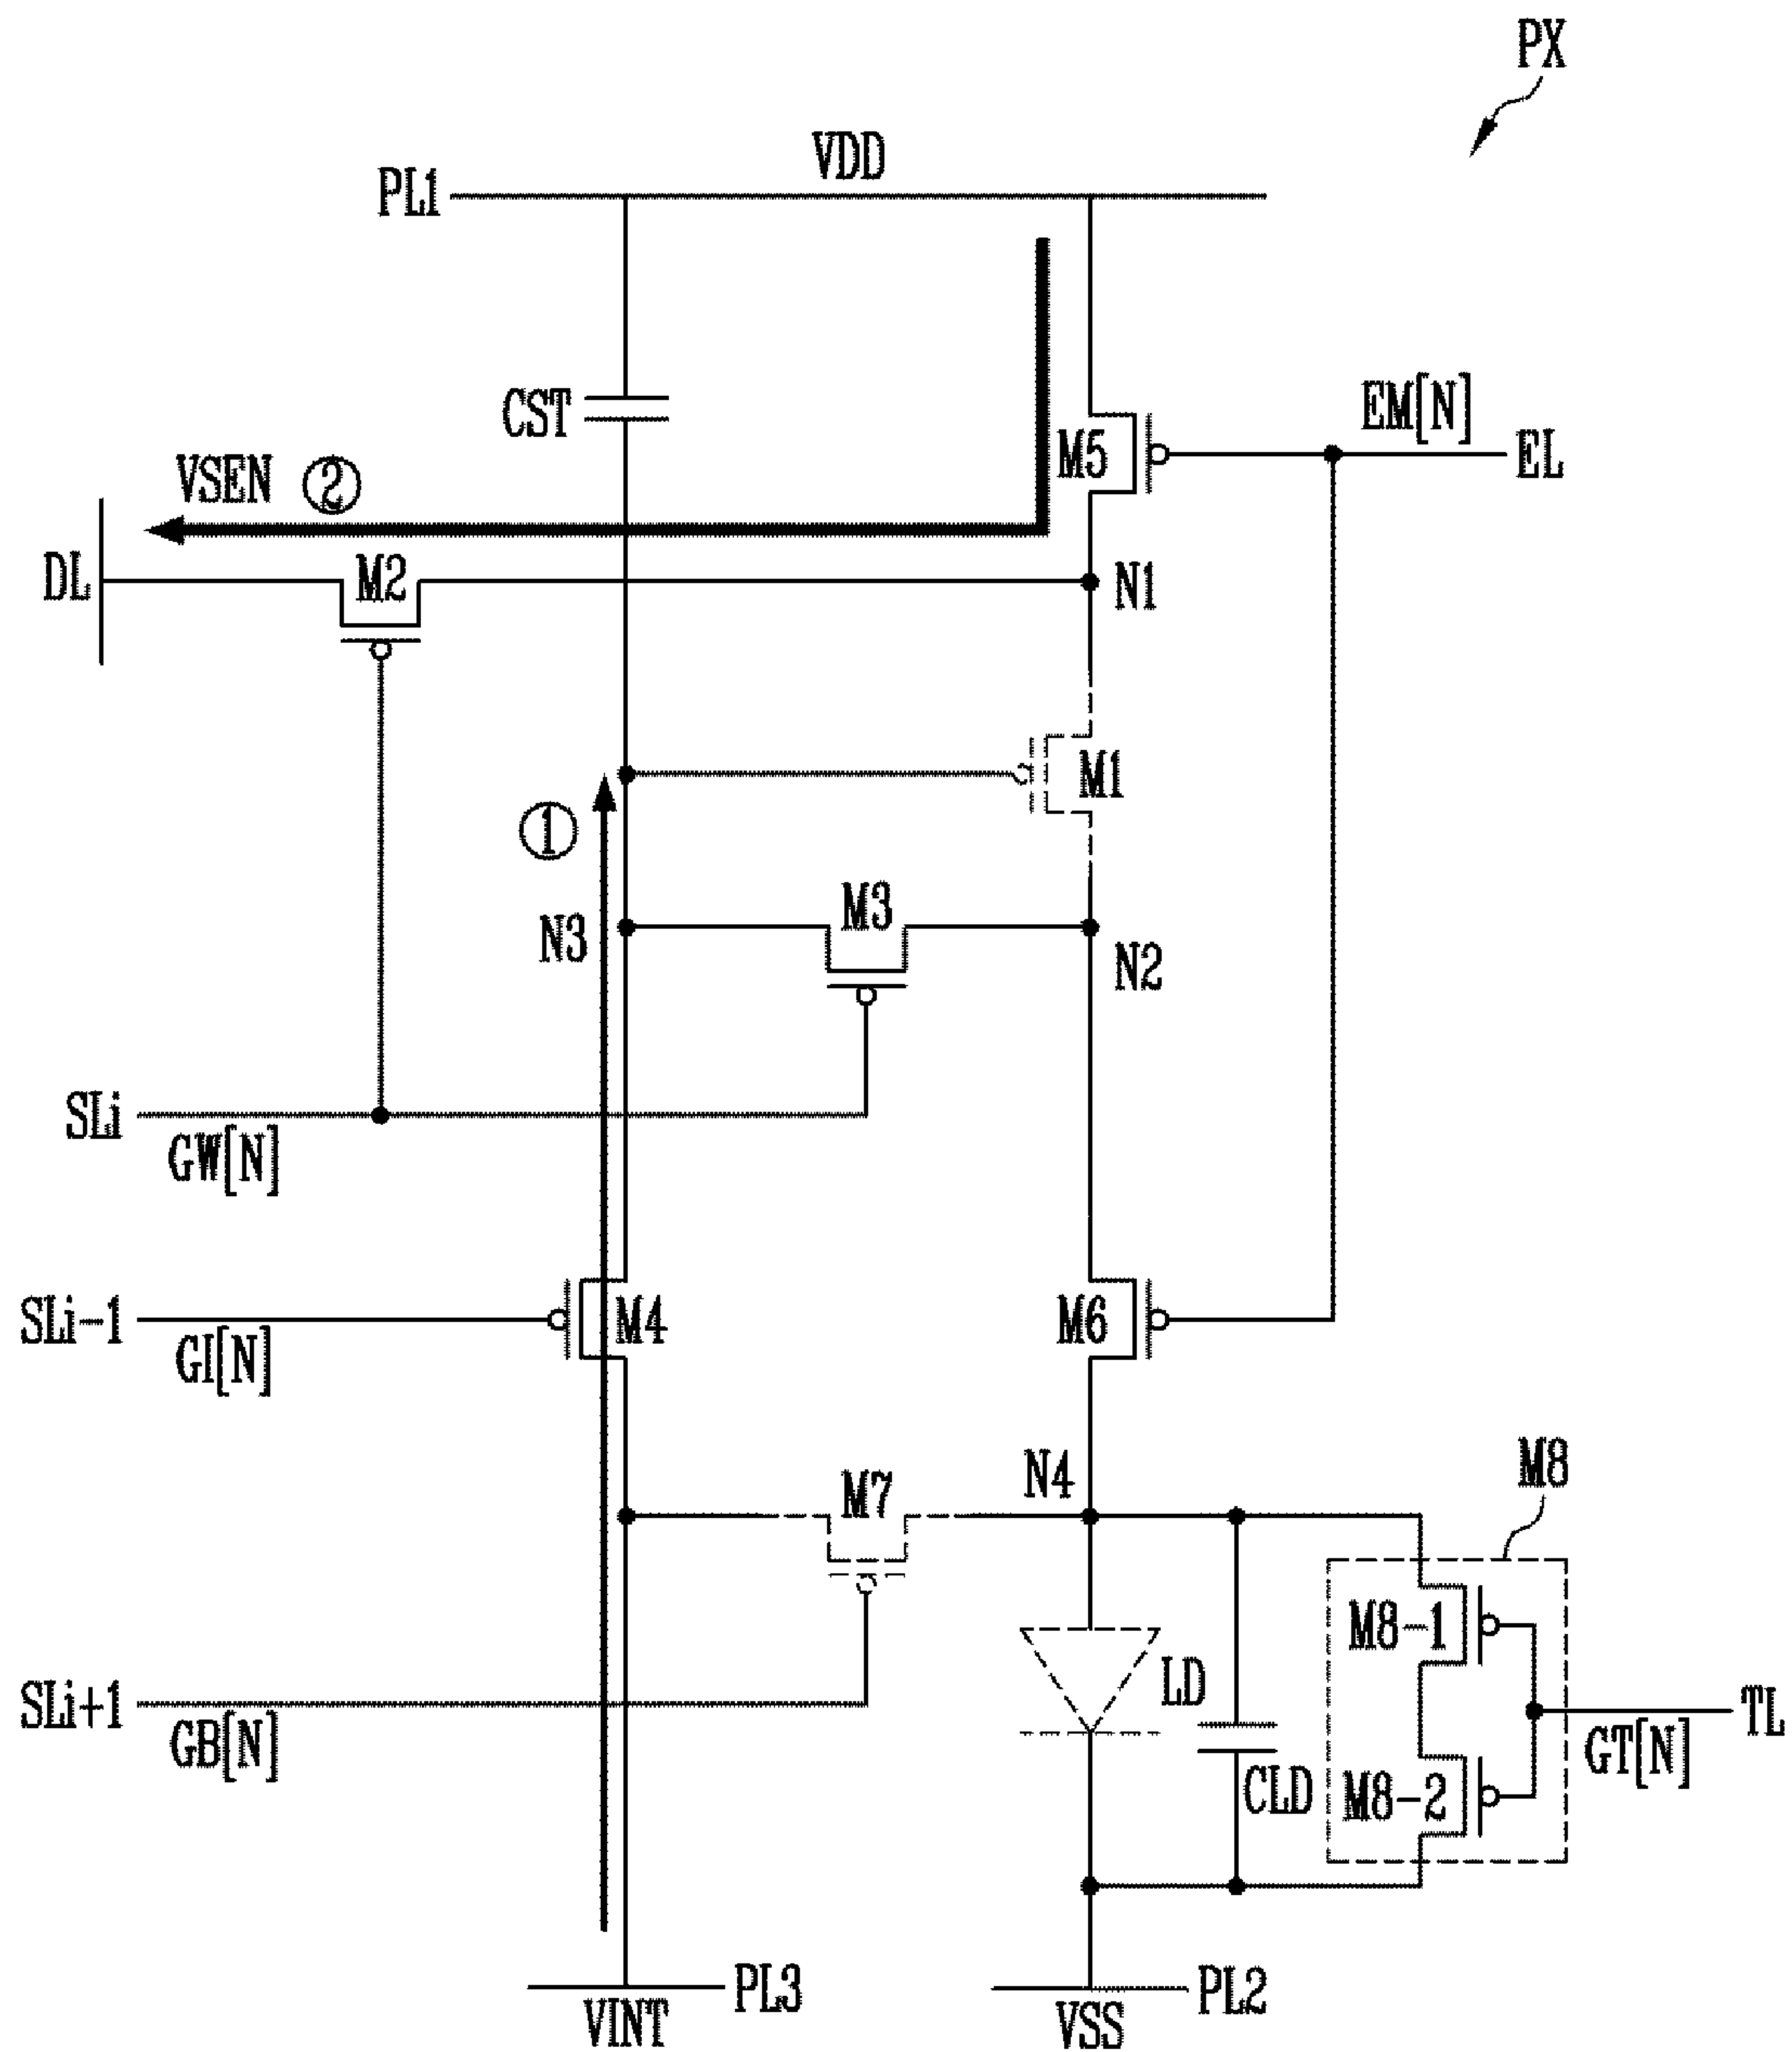 PX
VDD
PL1
CST
EM[N]
M5
EL
VSEN ②
DL
M2
N1
M1
①
M3
N3
N2
SLi
GW[N]
SLi-1
M4
M6
GI[N]
M8
N4
M7
M8-1
LD
SLi+1
TL
GB[N]
GT[N]
CLD
M8-2
PL3
PL2
VINT
VSS